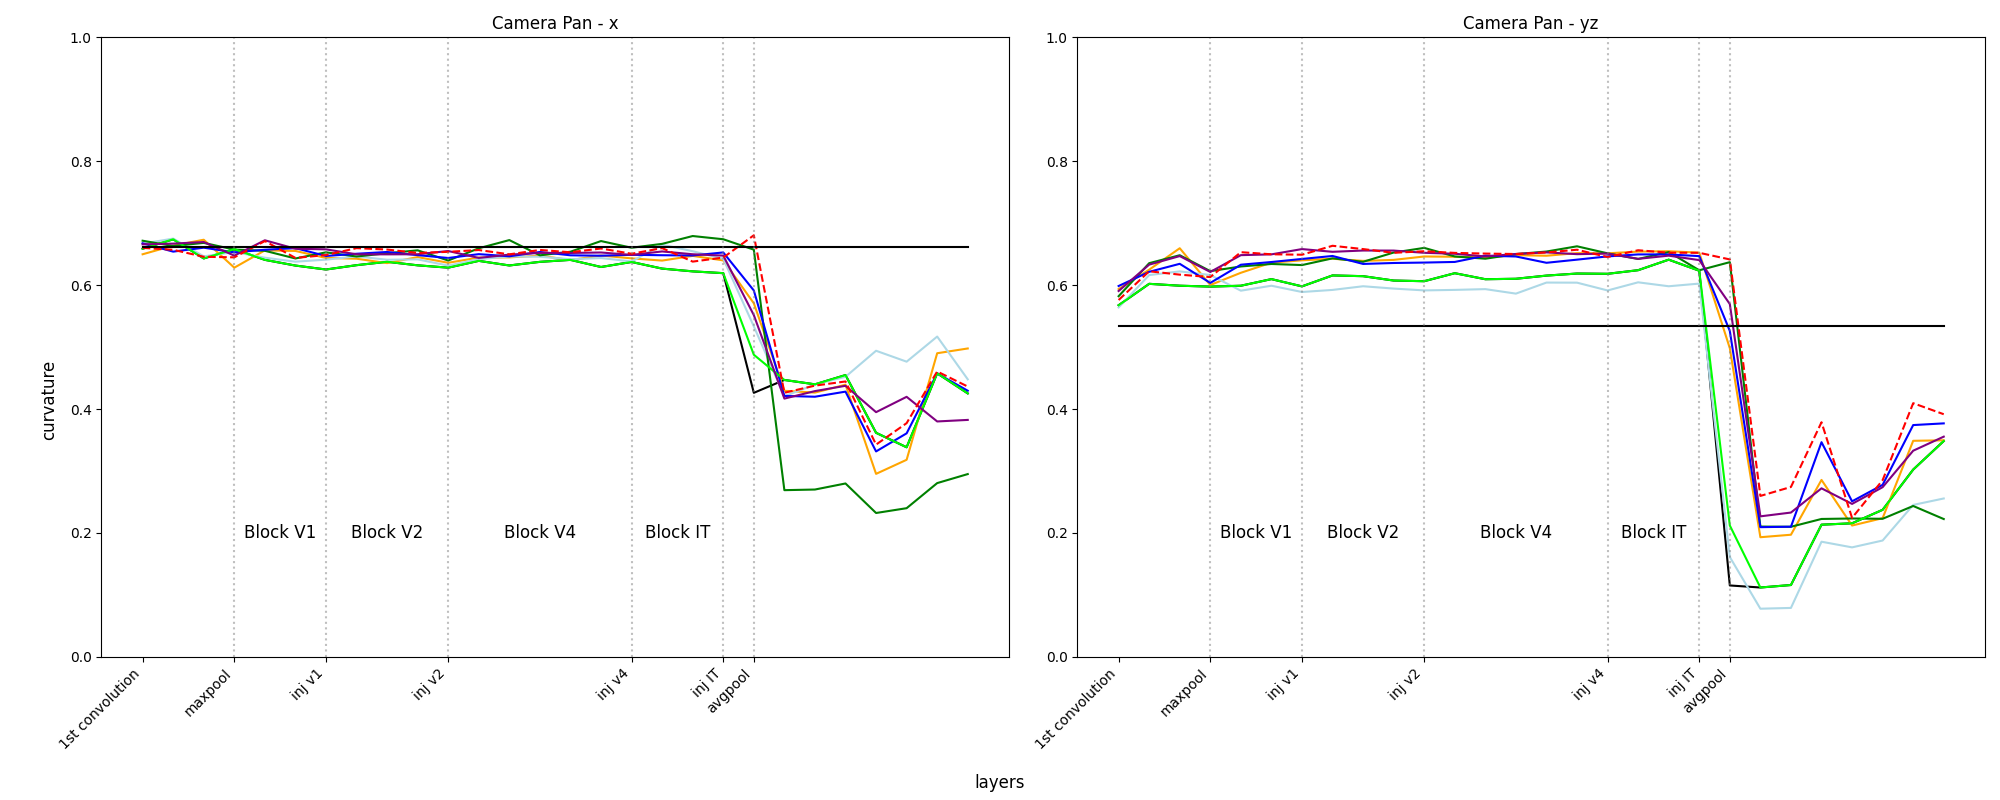 Camera Pan - x
1.0
0.8
0.6
0.4
0.2
0.0
curvature
Block V1 Block V2 Block V4 Block IT
1st convolution maxpool inj v1 inj v2 inj v4 inj IT avgpool
Camera Pan - yz
1.0
0.8
0.6
0.4
0.2
0.0
Block V1 Block V2 Block V4 Block IT
1st convolution maxpool inj v1 inj v2 inj v4 inj IT avgpool
layers